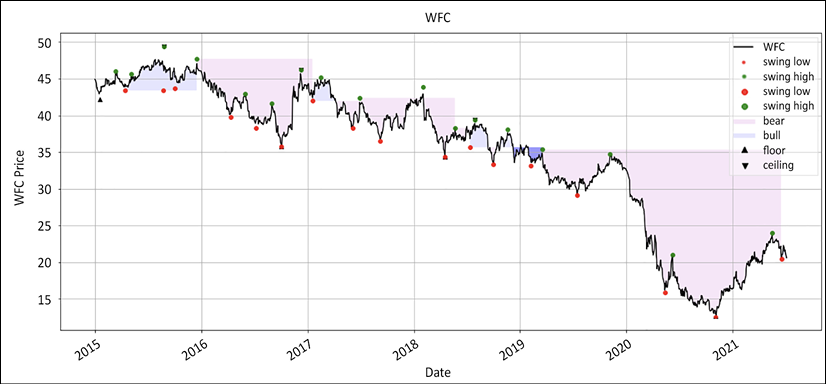 WFC
50
45
40
35
30
25
20
15
WFC Price
2015
2016
2017
2018
2019
2020
2021
Date
WFC
swing low
swing high
swing low
swing high
bear
bull
floor
ceiling